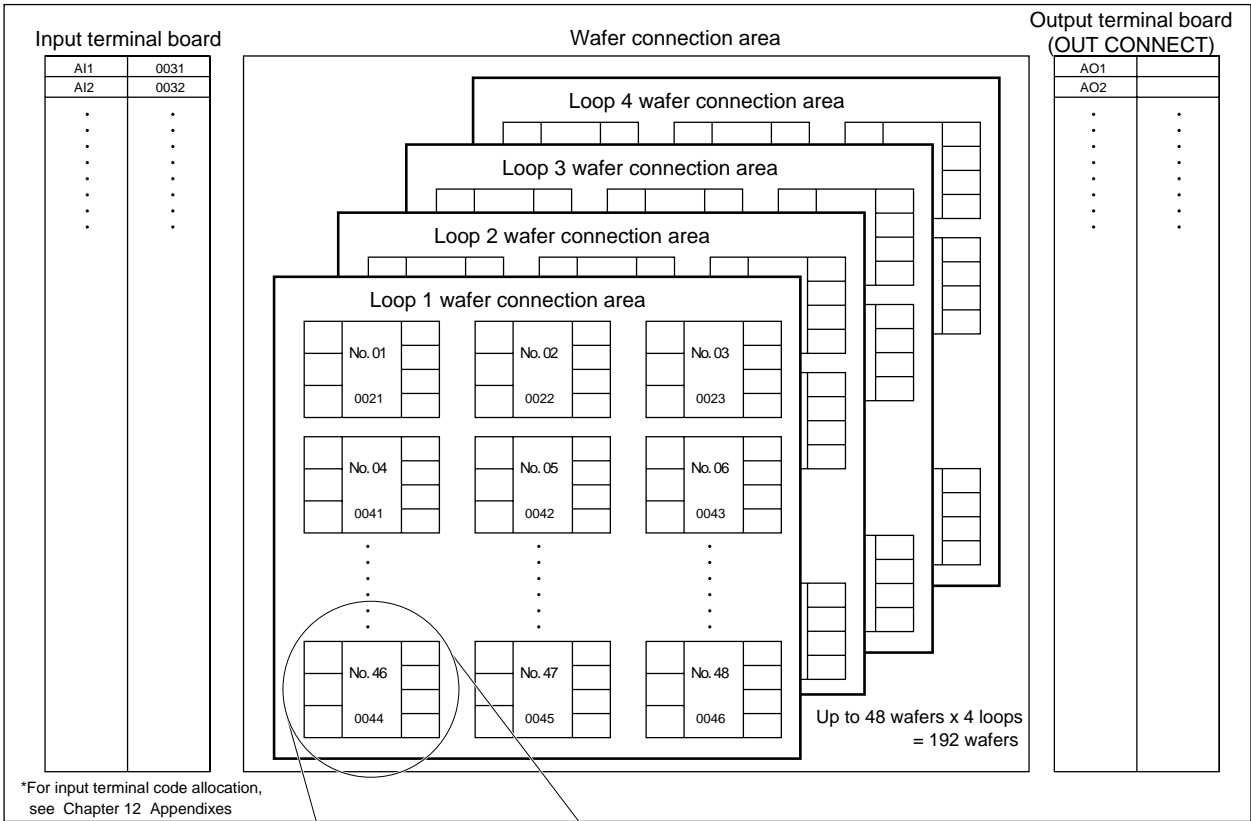 Input terminal board
AI1 0031
AI2 0032
Wafer connection area
Output terminal board
(OUT CONNECT)
AO1
AO2
Loop 4 wafer connection area
Loop 3 wafer connection area
Loop 2 wafer connection area
Loop 1 wafer connection area
No. 01 No. 02 No. 03
0021 0022 0023
No. 04 No. 05 No. 06
0041 0042 0043
No. 46 No. 47 No. 48
0044 0045 0046
Up to 48 wafers x 4 loops
= 192 wafers
*For input terminal code allocation,
see Chapter 12 Appendixes